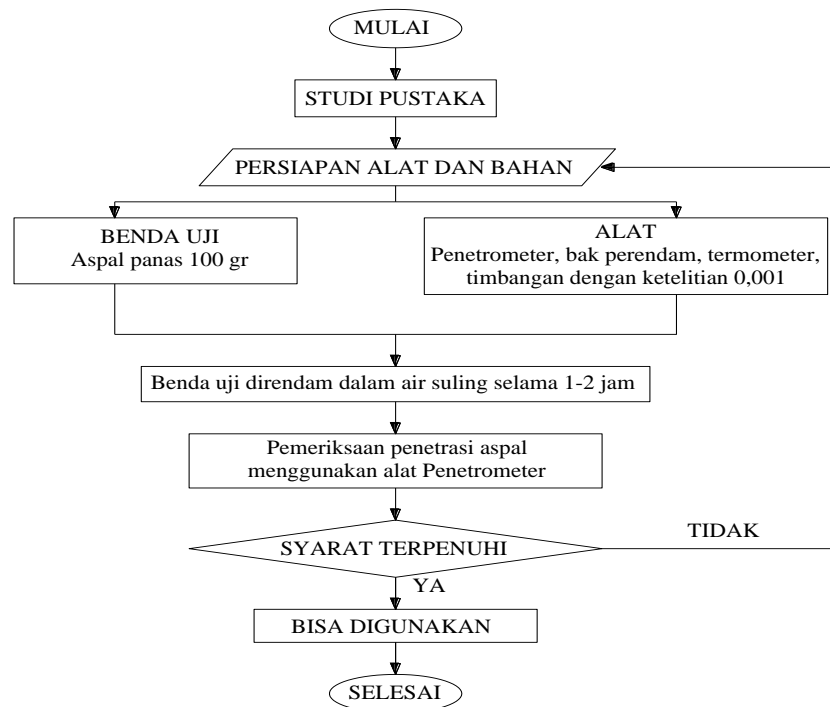 MULAI
STUDI PUSTAKA
PERSIAPAN ALAT DAN BAHAN
BENDA UJI
Aspal panas 100 gr
ALAT
Penetrometer, bak perendam, termometer,
timbangan dengan ketelitian 0,001
Benda uji direndam dalam air suling selama 1-2 jam
Pemeriksaan penetrasi aspal
menggunakan alat Penetrometer
SYARAT TERPENUHI
TIDAK
YA
BISA DIGUNAKAN
SELESAI